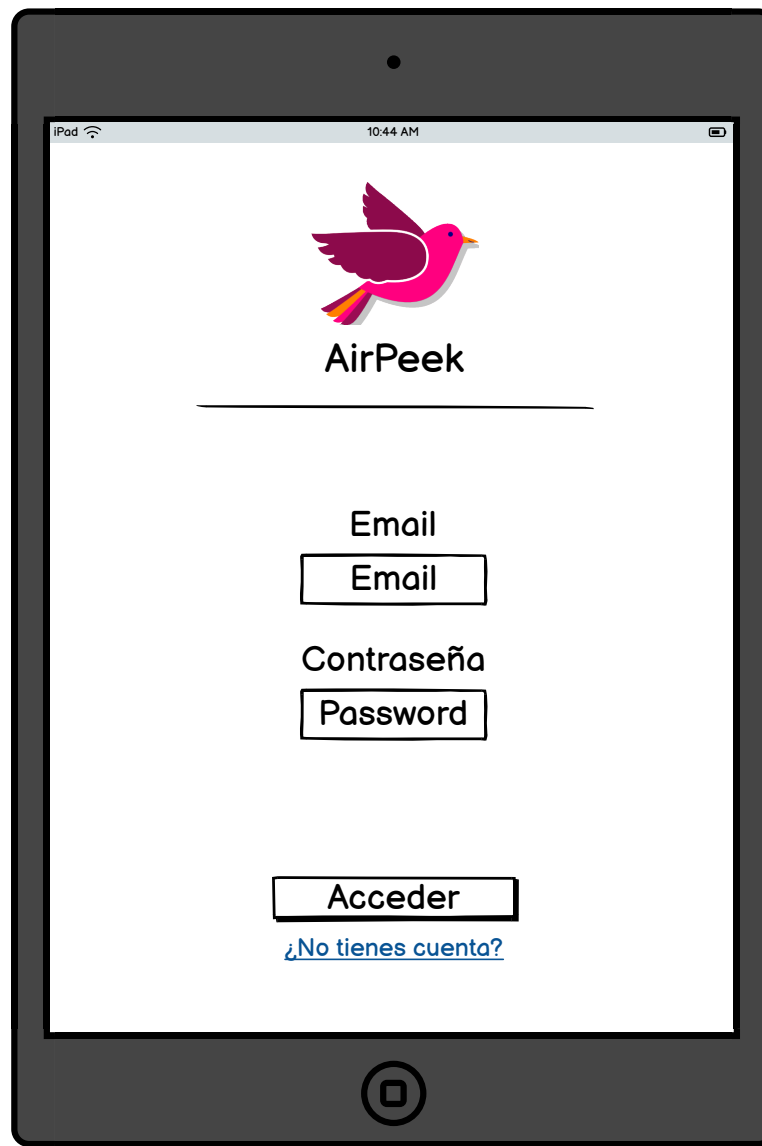 iPad 10:44 AM
AirPeek
Email
Email
Contraseña
Password
Acceder
¿No tienes cuenta?